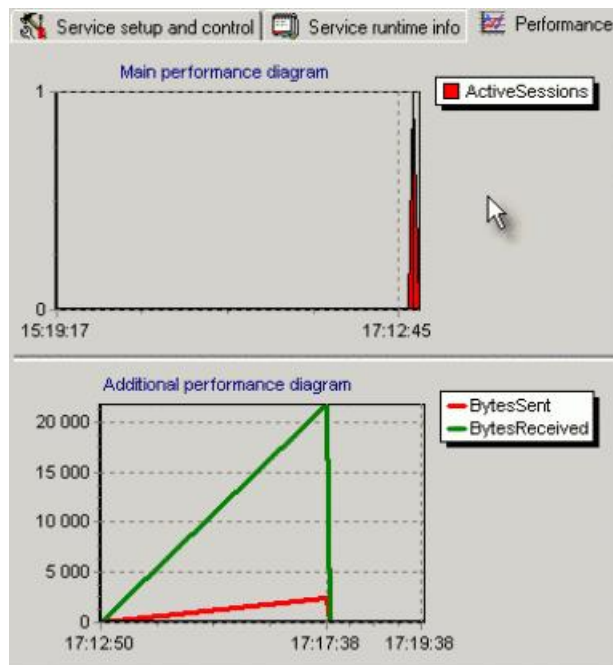 Service setup and control Service runtime info Performance
Main performance diagram
1
ActiveSessions
0
15:19:17 17:12:45
Additional performance diagram
BytesSent
BytesReceived
20 000
15 000
10 000
5 000
0
17:12:50 17:17:38 17:19:38